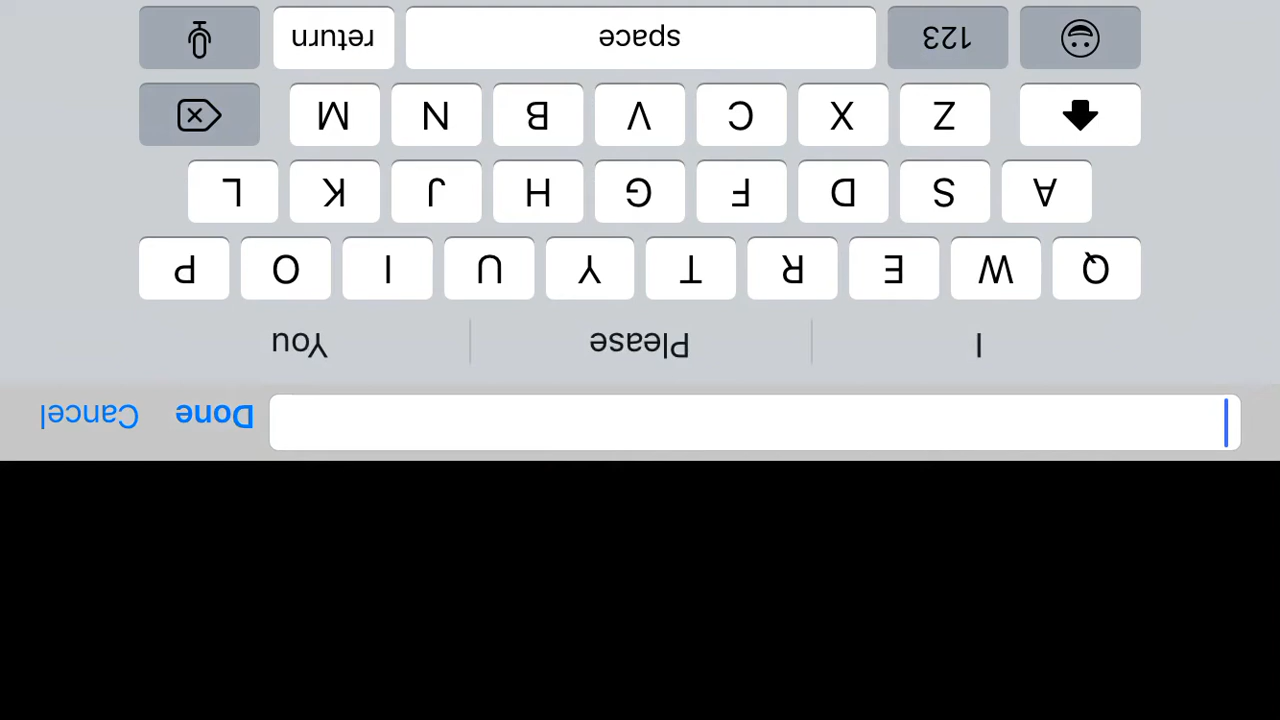 Cancel
Done
I
Please
You
Q W E R T Y U I O P
A S D F G H J K L
Z X C V B N M
123
space
return